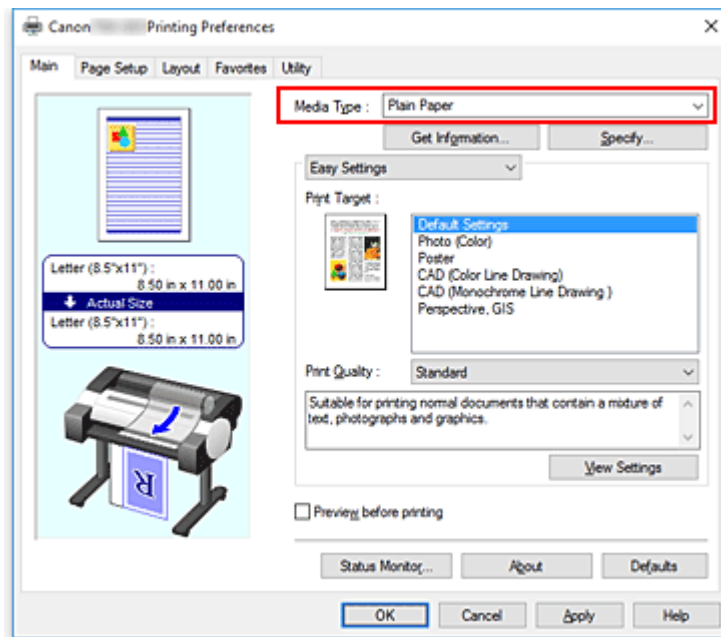 Canon Printing Preferences
Main Page Setup Layout Favorites Utility
Media Type : Plain Paper
Get Information... Specify...
Easy Settings
Print Target :
Default Settings
Photo (Color)
Poster
CAD (Color Line Drawing)
CAD (Monochrome Line Drawing )
Perspective, GIS
Letter (8.5"x11") :
8.50 in x 11.00 in
Actual Size
Letter (8.5"x11") :
8.50 in x 11.00 in
Print Quality : Standard
Suitable for printing normal documents that contain a mixture of
text, photographs and graphics.
R
View Settings
Preview before printing
Status Monitor... About Defaults
OK Cancel Apply Help